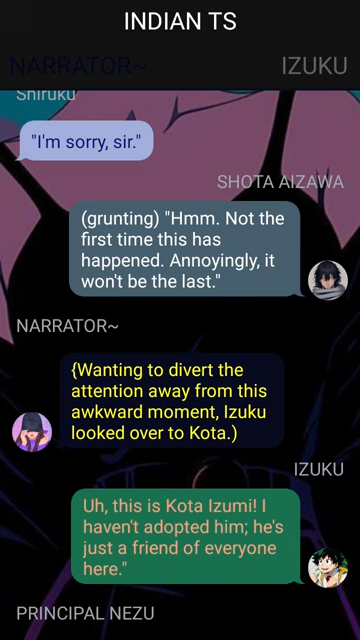 INDIAN TS
NARRATOR~
IZUKU
Shiruku
"I'm sorry, sir."
SHOTA AIZAWA
(grunting) "Hmm. Not the
first time this has
happened. Annoyingly, it
won't be the last."
NARRATOR~
{Wanting to divert the
attention away from this
awkward moment, Izuku
looked over to Kota.)
IZUKU
Uh, this is Kota Izumi! I
haven't adopted him; he's
just a friend of everyone
here."
PRINCIPAL NEZU